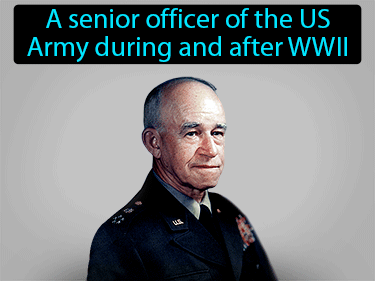 A senior officer of the US
Army during and after WWII
U.S.